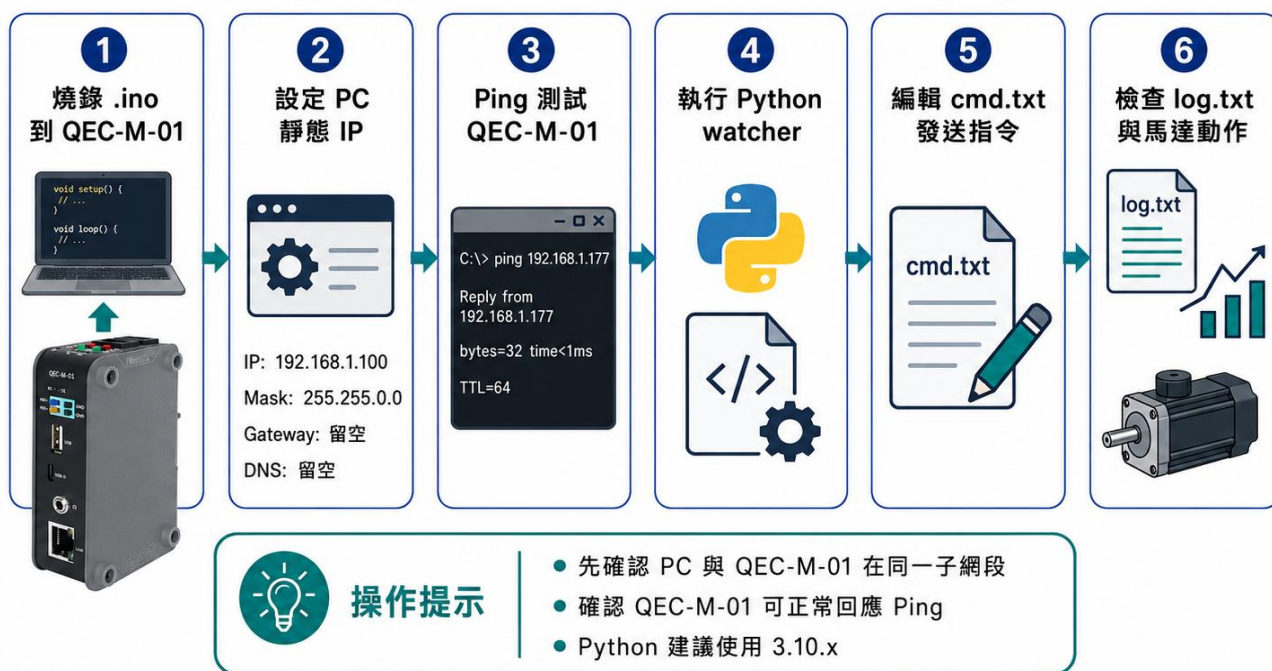 1
燒錄 .ino
到 QEC-M-01
void setup() {
// ...
}
void loop() {
// ...
}
QEC-M-01
2
設定 PC
靜態 IP
IP: 192.168.1.100
Mask: 255.255.0.0
Gateway: 留空
DNS: 留空
3
Ping 測試
QEC-M-01
C:\> ping 192.168.1.177
Reply from
192.168.1.177
bytes=32 time<1ms
TTL=64
4
執行 Python
watcher
</>
5
編輯 cmd.txt
發送指令
cmd.txt
6
檢查 log.txt
與馬達動作
log.txt
操作提示
• 先確認 PC 與 QEC-M-01 在同一子網段
• 確認 QEC-M-01 可正常回應 Ping
• Python 建議使用 3.10.x